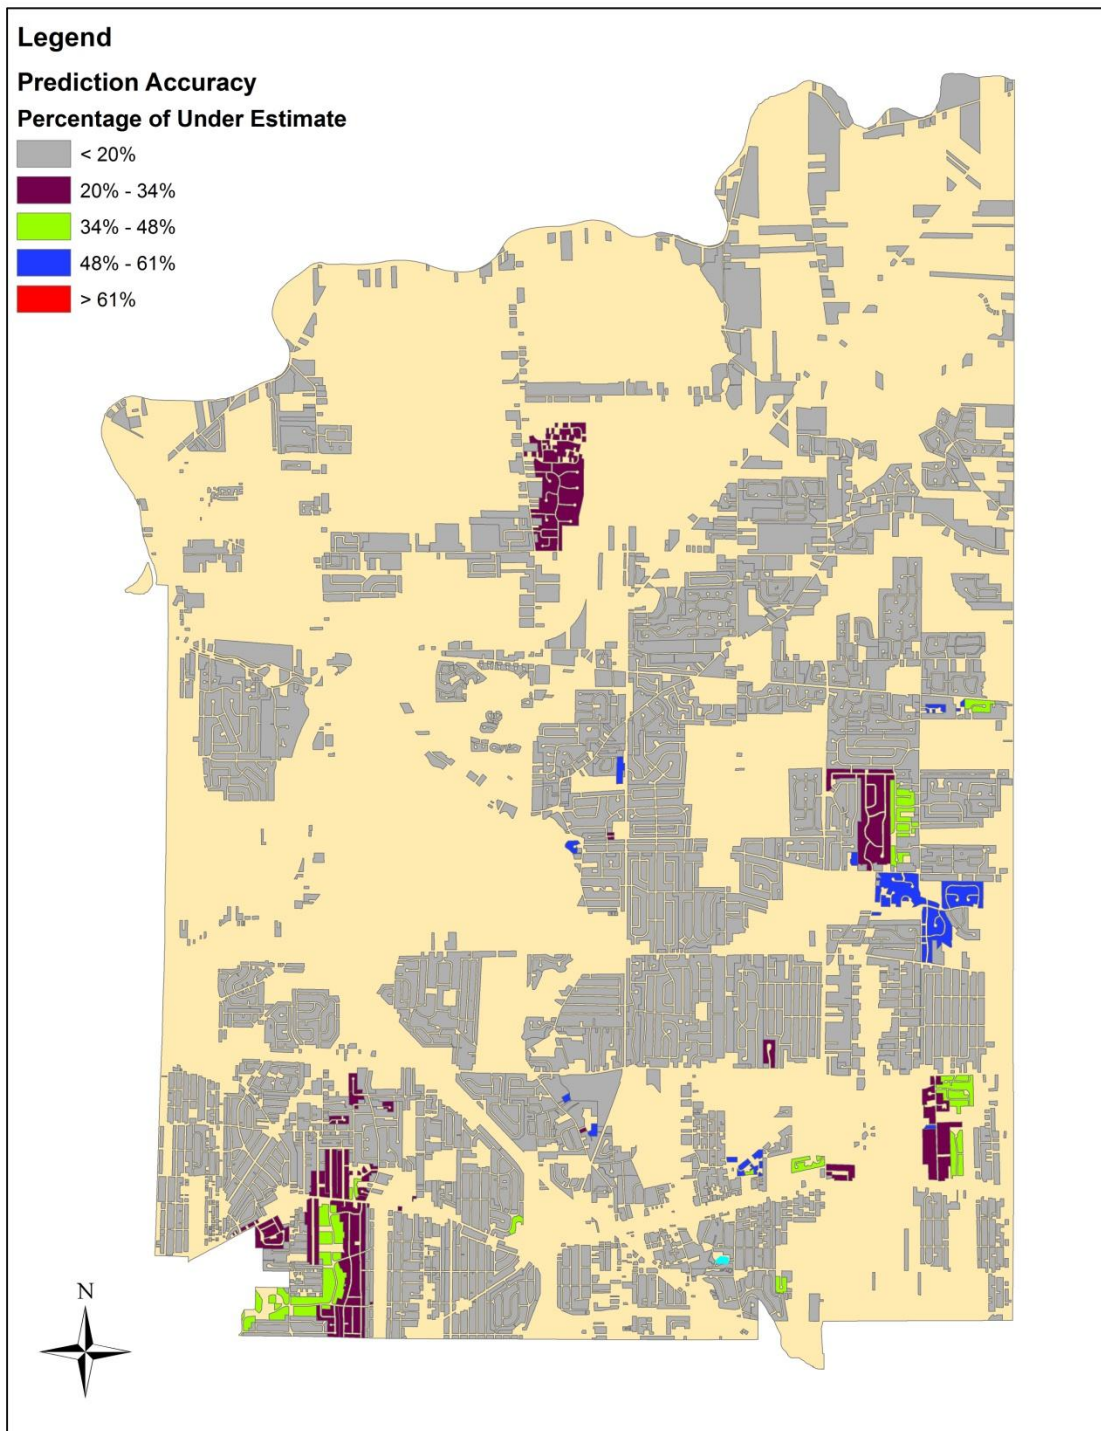 Legend
Prediction Accuracy
Percentage of Under Estimate
< 20%
20% - 34%
34% - 48%
48% - 61%
> 61%
N